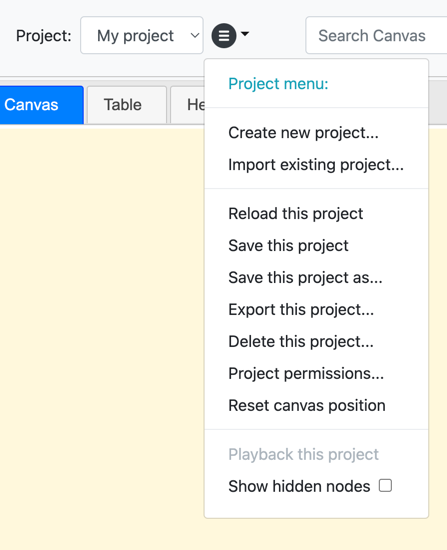 Project: My project Search Canvas
Project menu:
Canvas Table He
Create new project...
Import existing project...
Reload this project
Save this project
Save this project as...
Export this project...
Delete this project...
Project permissions...
Reset canvas position
Playback this project
Show hidden nodes